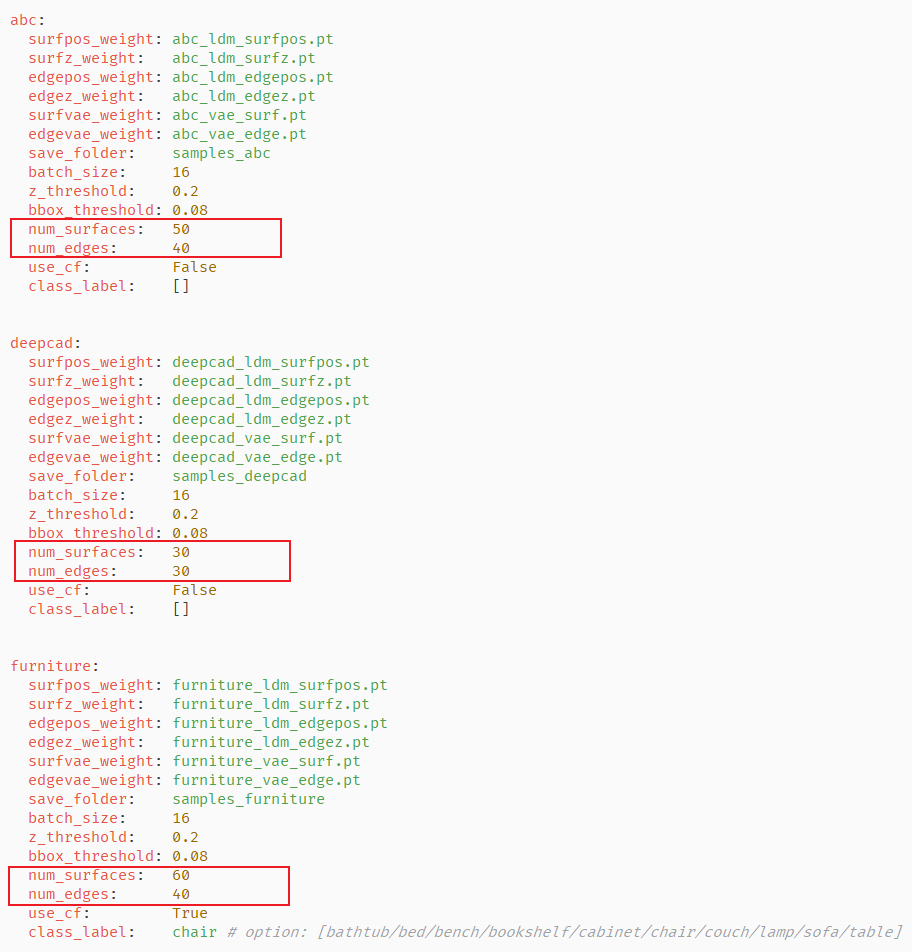 abc:
surfpos_weight: abc_ldm_surfpos.pt
surfz_weight: abc_ldm_surfz.pt
edgepos_weight: abc_ldm_edgepos.pt
edgez_weight: abc_ldm_edgez.pt
surfvae_weight: abc_vae_surf.pt
edgevae_weight: abc_vae_edge.pt
save_folder: samples_abc
batch_size: 16
z_threshold: 0.2
bbox_threshold: 0.08
num_surfaces: 50
num_edges: 40
use_cf: False
class_label: []
deepcad:
surfpos_weight: deepcad_ldm_surfpos.pt
surfz_weight: deepcad_ldm_surfz.pt
edgepos_weight: deepcad_ldm_edgepos.pt
edgez_weight: deepcad_ldm_edgez.pt
surfvae_weight: deepcad_vae_surf.pt
edgevae_weight: deepcad_vae_edge.pt
save_folder: samples_deepcad
batch_size: 16
z_threshold: 0.2
bbox_threshold: 0.08
num_surfaces: 30
num_edges: 30
use_cf: False
class_label: []
furniture:
surfpos_weight: furniture_ldm_surfpos.pt
surfz_weight: furniture_ldm_surfz.pt
edgepos_weight: furniture_ldm_edgepos.pt
edgez_weight: furniture_ldm_edgez.pt
surfvae_weight: furniture_vae_surf.pt
edgevae_weight: furniture_vae_edge.pt
save_folder: samples_furniture
batch_size: 16
z_threshold: 0.2
bbox_threshold: 0.08
num_surfaces: 60
num_edges: 40
use_cf: True
class_label: chair # option: [bathtub/bed/bench/bookshelf/cabinet/chair/couch/lamp/sofa/table]